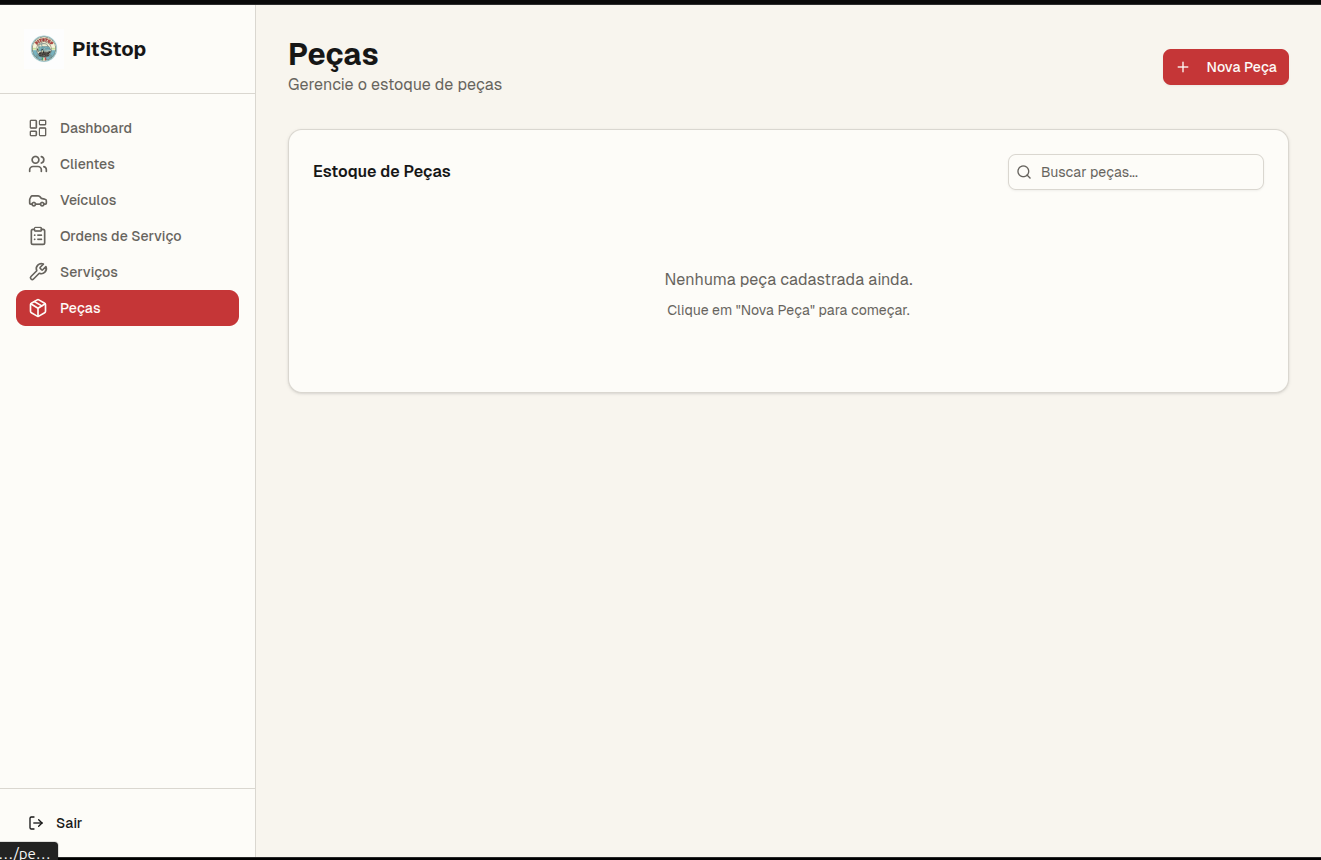 PitStop
Dashboard
Clientes
Veículos
Ordens de Serviço
Serviços
Peças
Sair
.../pe...
Peças
Gerencie o estoque de peças
Nova Peça
Estoque de Peças
Buscar peças...
Nenhuma peça cadastrada ainda.
Clique em "Nova Peça" para começar.